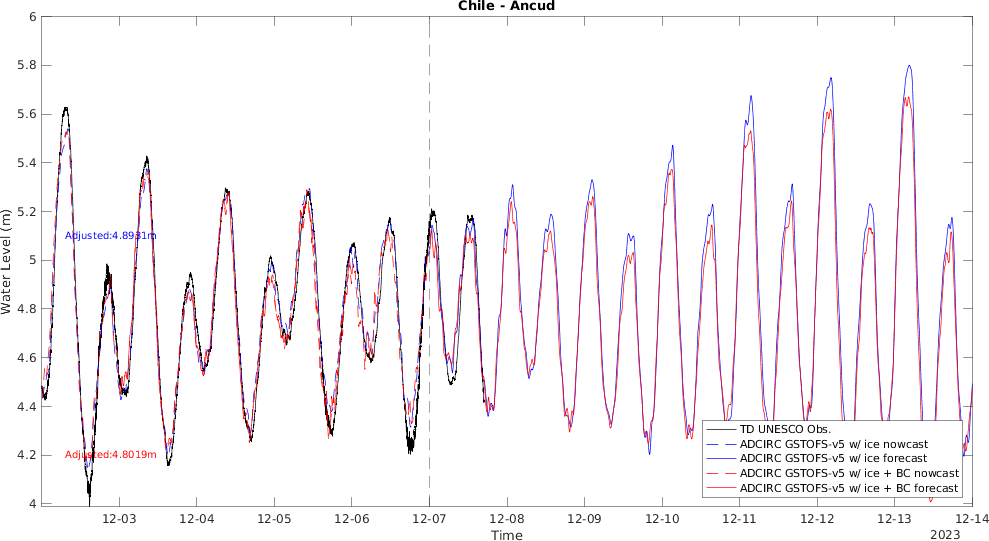 Chile - Ancud
6
5.8
5.6
5.4
5.2
5
4.8
4.6
4.4
4.2
4
Water Level (m)
Adjusted:4.8931m
Adjusted:4.8019m
TD UNESCO Obs.
ADCIRC GSTOFS-v5 w/ ice nowcast
ADCIRC GSTOFS-v5 w/ ice forecast
ADCIRC GSTOFS-v5 w/ ice + BC nowcast
ADCIRC GSTOFS-v5 w/ ice + BC forecast
12-03 12-04 12-05 12-06 12-07 12-08 12-09 12-10 12-11 12-12 12-13 12-14
Time
2023